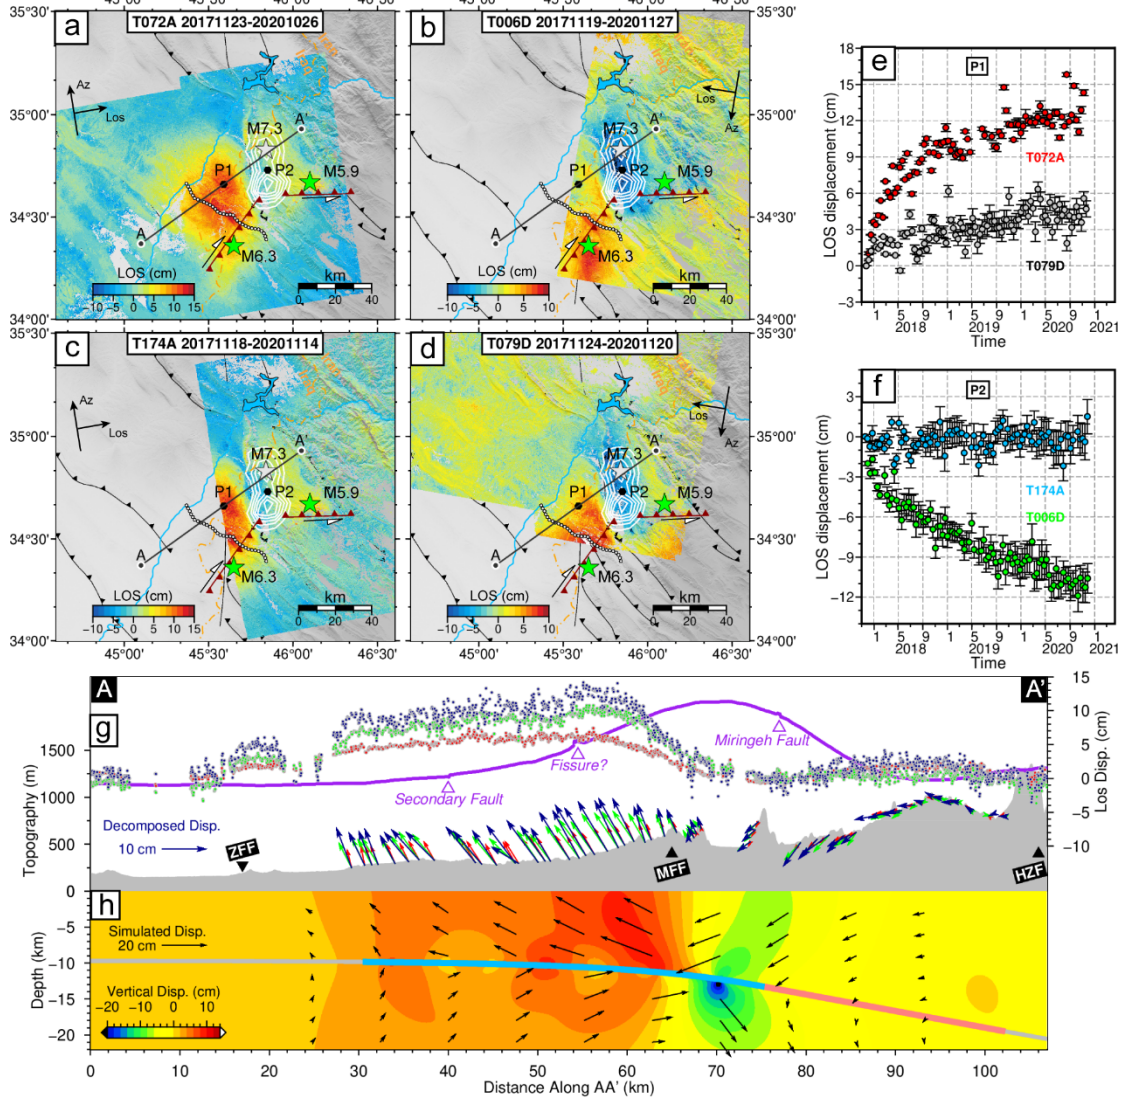 45°00' 45°30' 46°00' 46°30'
a
T072A 20171123-20201026
35°30'
35°00'
34°30'
34°00'
Az
Los
M7.3
A'
P1
P2
M5.9
A
M6.3
LOS (cm)
−10 −5 0 5 10 15
km
0 20 40
45°00' 45°30' 46°00' 46°30'
b
T006D 20171119-20201127
Los
Az
M7.3
A'
P1
P2
M5.9
A
M6.3
LOS (cm)
−10 −5 0 5 10
km
0 20 40
c
T174A 20171118-20201114
35°30'
35°00'
34°30'
34°00'
Az
Los
M7.3
A'
P1
P2
M5.9
A
M6.3
LOS (cm)
−10 −5 0 5 10 15
km
0 20 40
45°00' 45°30' 46°00' 46°30'
d
T079D 20171124-20201120
Los
Az
M7.3
A'
P1
P2
M5.9
A
M6.3
LOS (cm)
−10 −5 0 5 10
km
0 20 40
45°00' 45°30' 46°00' 46°30'
e
P1
LOS displacement (cm)
18
15
12
9
6
3
0
−3
T072A
T079D
1 5 9 1 5 9 1 5 9 1
2018 2019 2020 2021
Time
f
P2
LOS displacement (cm)
3
0
−3
−6
−9
−12
T174A
T006D
1 5 9 1 5 9 1 5 9 1
2018 2019 2020 2021
Time
A
A'
g
Topography (m)
1500
1000
500
0
Los Disp. (cm)
15
10
5
0
−5
−10
Miringeh Fault
Fissure?
Secondary Fault
Decomposed Disp.
10 cm
ZFF
MFF
HZF
h
Depth (km)
−5
−10
−15
−20
Simulated Disp.
20 cm
Vertical Disp. (cm)
−20 −10 0 10
0 10 20 30 40 50 60 70 80 90 100
Distance Along AA' (km)